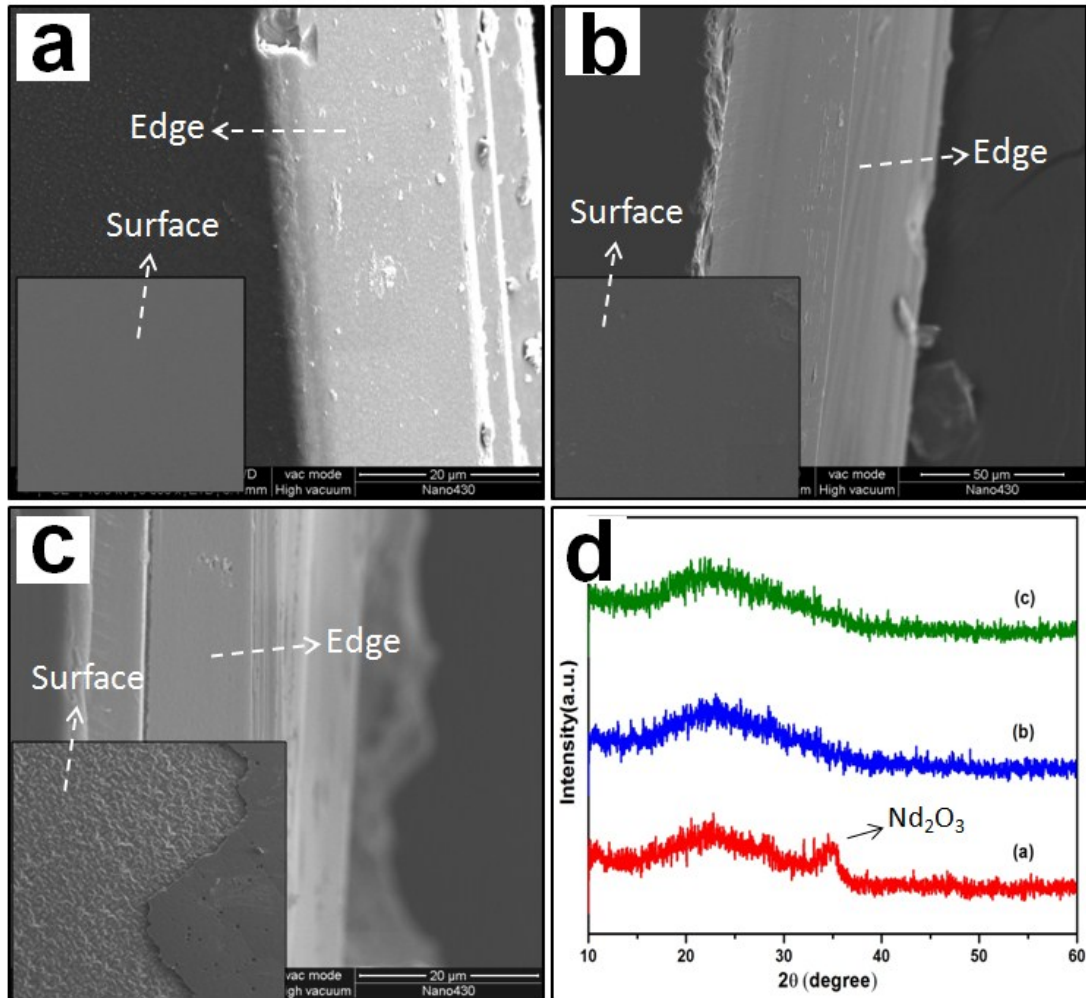 a
Edge
Surface
vac mode
High vacuum
20 µm
Nano430
b
Edge
Surface
vac mode
High vacuum
50 µm
Nano430
c
Edge
Surface
vac mode
High vacuum
20 µm
Nano430
d
Intensity(a.u.)
(c)
(b)
Nd₂O₃
(a)
10 20 30 40 50 60
2θ (degree)